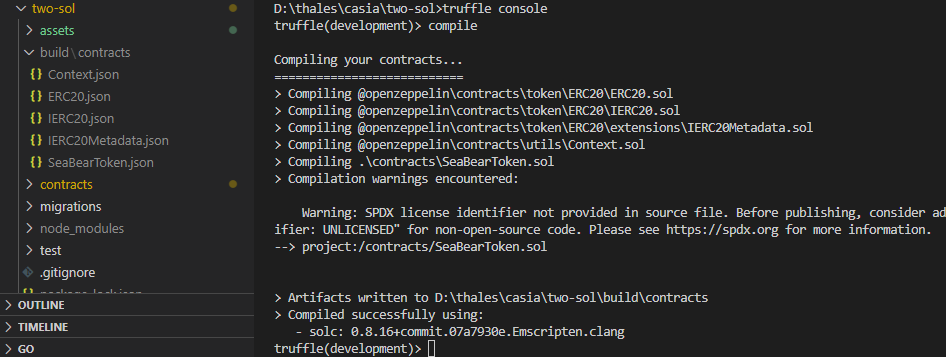 two-sol
assets
build\contracts
Context.json
ERC20.json
IERC20.json
IERC20Metadata.json
SeaBearToken.json
contracts
migrations
node_modules
test
.gitignore
package-lock.json
OUTLINE
TIMELINE
GO
D:\thales\casia\two-sol>truffle console
truffle(development)> compile
Compiling your contracts...
===========================
> Compiling @openzeppelin\contracts\token\ERC20\ERC20.sol
> Compiling @openzeppelin\contracts\token\ERC20\IERC20.sol
> Compiling @openzeppelin\contracts\token\ERC20\extensions\IERC20Metadata.sol
> Compiling @openzeppelin\contracts\utils\Context.sol
> Compiling .\contracts\SeaBearToken.sol
> Compilation warnings encountered:
Warning: SPDX license identifier not provided in source file. Before publishing, consider ad
ifier: UNLICENSED" for non-open-source code. Please see https://spdx.org for more information.
--> project:/contracts/SeaBearToken.sol
> Artifacts written to D:\thales\casia\two-sol\build\contracts
> Compiled successfully using:
- solc: 0.8.16+commit.07a7930e.Emscripten.clang
truffle(development)>